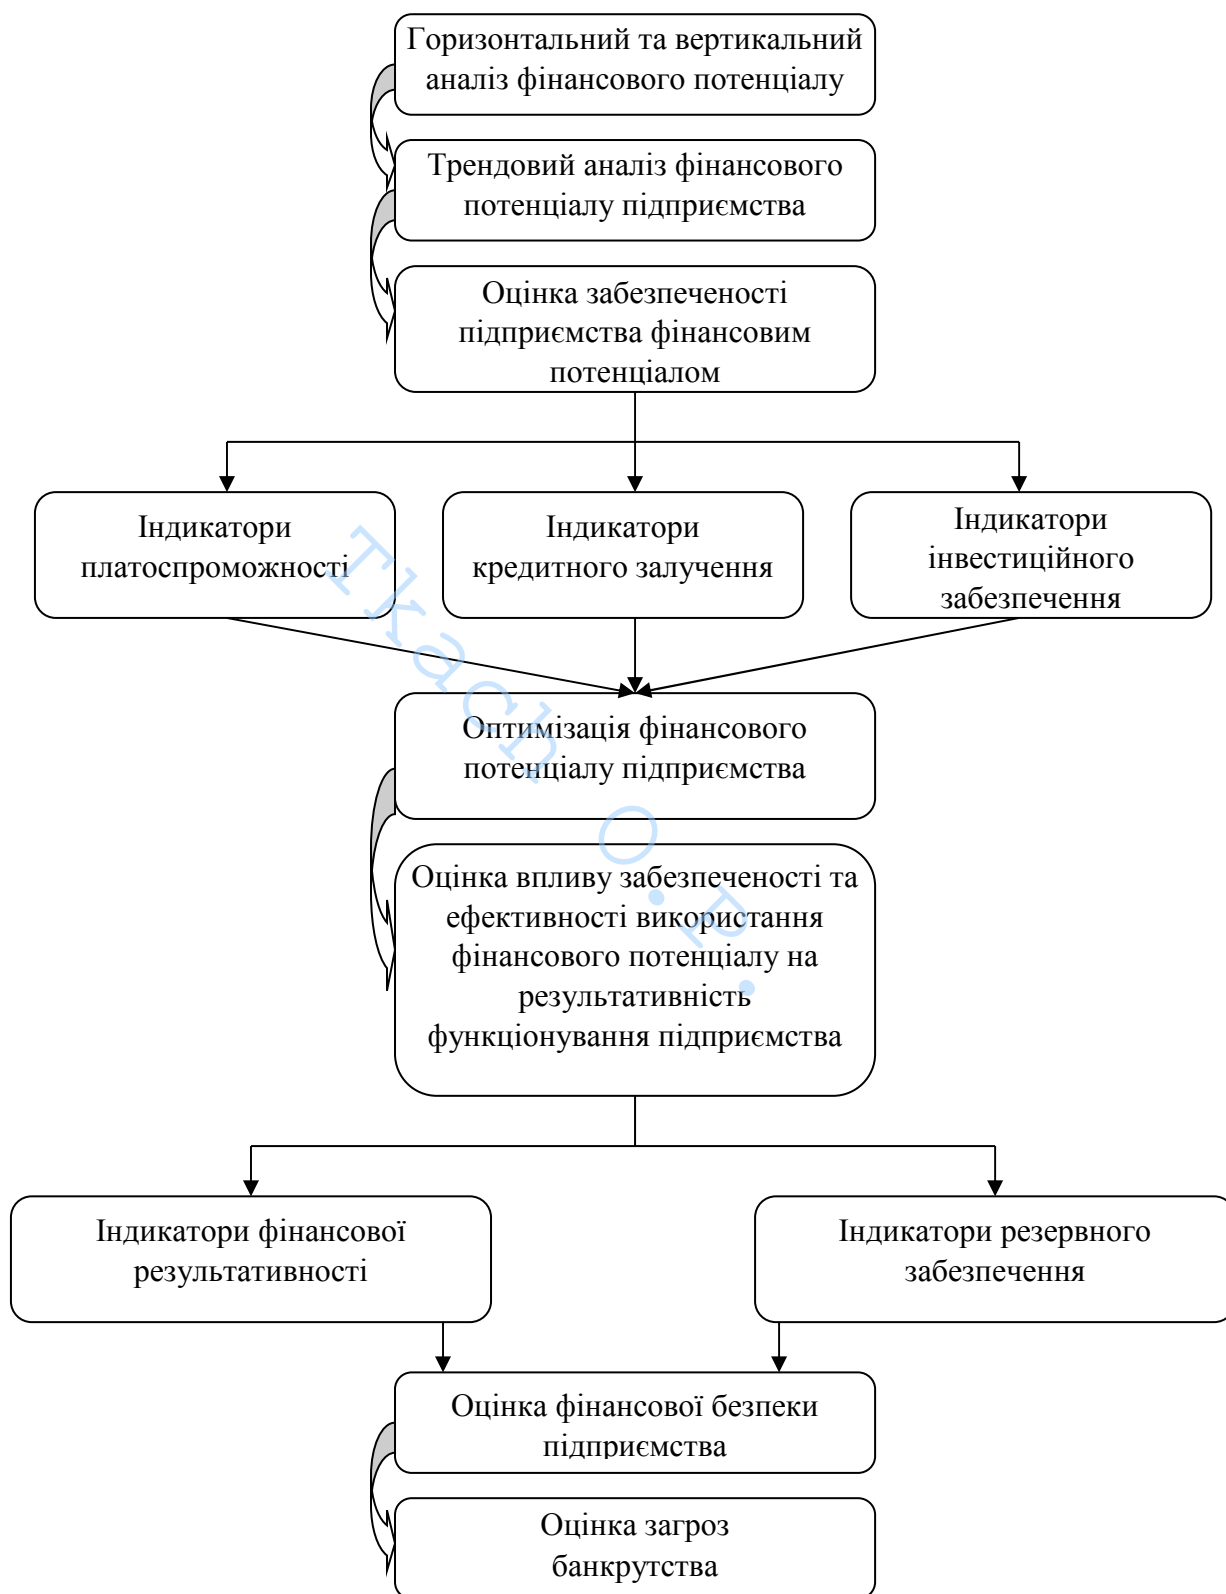 Горизонтальний та вертикальний
аналіз фінансового потенціалу
Трендовий аналіз фінансового
потенціалу підприємства
Оцінка забезпеченості
підприємства фінансовим
потенціалом
Індикатори
платоспроможності
Індикатори
кредитного залучення
Індикатори
інвестиційного
забезпечення
Оптимізація фінансового
потенціалу підприємства
Оцінка впливу забезпеченості та
ефективності використання
фінансового потенціалу на
результативність
функціонування підприємства
Індикатори фінансової
результативності
Індикатори резервного
забезпечення
Оцінка фінансової безпеки
підприємства
Оцінка загроз
банкрутства
Tkach O.P.